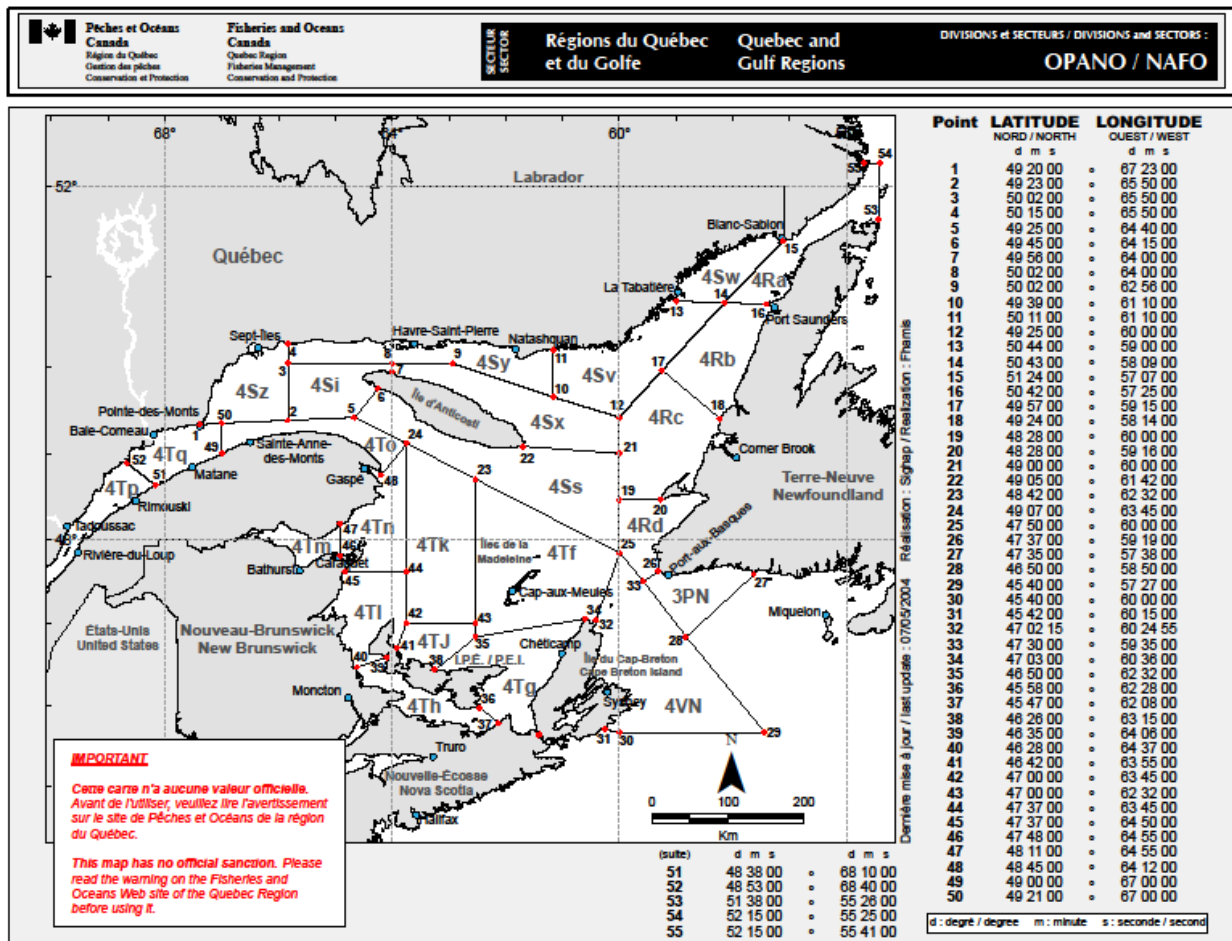 Pêches et Océans
Canada
Région du Québec
Gestion des pêches
Conservation et Protection
Fisheries and Oceans
Canada
Quebec Region
Fisheries Management
Conservation and Protection
SECTEUR
SECTOR
Régions du Québec
et du Golfe
Quebec and
Gulf Regions
DIVISIONS et SECTEURS / DIVISIONS and SECTORS :
OPANO / NAFO
68°
60°
52°
Labrador
Québec
Blanc-Sablon
La Tabatière
Port Saunders
Sept-Îles
Havre-Saint-Pierre
Natashquan
Pointe-des-Monts
Baie-Comeau
Île d'Anticosti
Sainte-Anne-
des-Monts
Matane
Gaspé
Corner Brook
Terre-Neuve
Newfoundland
Rimouski
Tadoussac
Rivière-du-Loup
Bathurst
Caraquet
Îles de la
Madeleine
Cap-aux-Meules
Port-aux-Basques
Miquelon
États-Unis
United States
Nouveau-Brunswick
New Brunswick
Chéticamp
I.P.É. / P.E.I.
Île du Cap-Breton
Cape Breton Island
Sydney
Moncton
Truro
Nouvelle-Écosse
Nova Scotia
Halifax
4Sw
4Ra
4Rb
4Sy
4Sv
4Sz
4Si
4Sx
4Rc
4Tq
4To
4Ss
4Tp
4Rd
4Tn
4Tm
4Tk
4Tf
3PN
4Tl
4TJ
4Tg
4Th
4VN
N
0 100 200
Km
IMPORTANT
Cette carte n'a aucune valeur officielle.
Avant de l'utiliser, veuillez lire l'avertissement
sur le site de Pêches et Océans de la région
du Québec.
This map has no official sanction. Please
read the warning on the Fisheries and
Oceans Web site of the Quebec Region
before using it.
Dernière mise à jour / last update : 07/05/2004 Réalisation : Sighap / Realization : Fhamis
Point LATITUDE LONGITUDE
NORD / NORTH OUEST / WEST
d m s d m s
1 49 20 00 ° 67 23 00
2 49 23 00 ° 65 50 00
3 50 02 00 ° 65 50 00
4 50 15 00 ° 65 50 00
5 49 25 00 ° 64 40 00
6 49 45 00 ° 64 15 00
7 49 56 00 ° 64 00 00
8 50 02 00 ° 64 00 00
9 50 02 00 ° 62 56 00
10 49 39 00 ° 61 10 00
11 50 11 00 ° 61 10 00
12 49 25 00 ° 60 00 00
13 50 44 00 ° 59 00 00
14 50 43 00 ° 58 09 00
15 51 24 00 ° 57 07 00
16 50 42 00 ° 57 25 00
17 49 57 00 ° 59 15 00
18 49 24 00 ° 58 14 00
19 48 28 00 ° 60 00 00
20 48 28 00 ° 59 16 00
21 49 00 00 ° 60 00 00
22 49 05 00 ° 61 42 00
23 48 42 00 ° 62 32 00
24 49 07 00 ° 63 45 00
25 47 50 00 ° 60 00 00
26 47 37 00 ° 59 19 00
27 47 35 00 ° 57 38 00
28 46 50 00 ° 58 50 00
29 45 40 00 ° 57 27 00
30 45 40 00 ° 60 00 00
31 45 42 00 ° 60 15 00
32 47 02 15 ° 60 24 55
33 47 30 00 ° 59 35 00
34 47 03 00 ° 60 36 00
35 46 50 00 ° 62 32 00
36 45 58 00 ° 62 28 00
37 45 47 00 ° 62 08 00
38 46 26 00 ° 63 15 00
39 46 35 00 ° 64 06 00
40 46 28 00 ° 64 37 00
41 46 42 00 ° 63 55 00
42 47 00 00 ° 63 45 00
43 47 00 00 ° 62 32 00
44 47 37 00 ° 63 45 00
45 47 37 00 ° 64 50 00
46 47 48 00 ° 64 55 00
47 48 11 00 ° 64 55 00
48 48 45 00 ° 64 12 00
49 49 00 00 ° 67 00 00
50 49 21 00 ° 67 00 00
(suite) d m s d m s
51 48 38 00 ° 68 10 00
52 48 53 00 ° 68 40 00
53 51 38 00 ° 55 26 00
54 52 15 00 ° 55 25 00
55 52 15 00 ° 55 41 00
d : degré / degree m : minute s : seconde / second